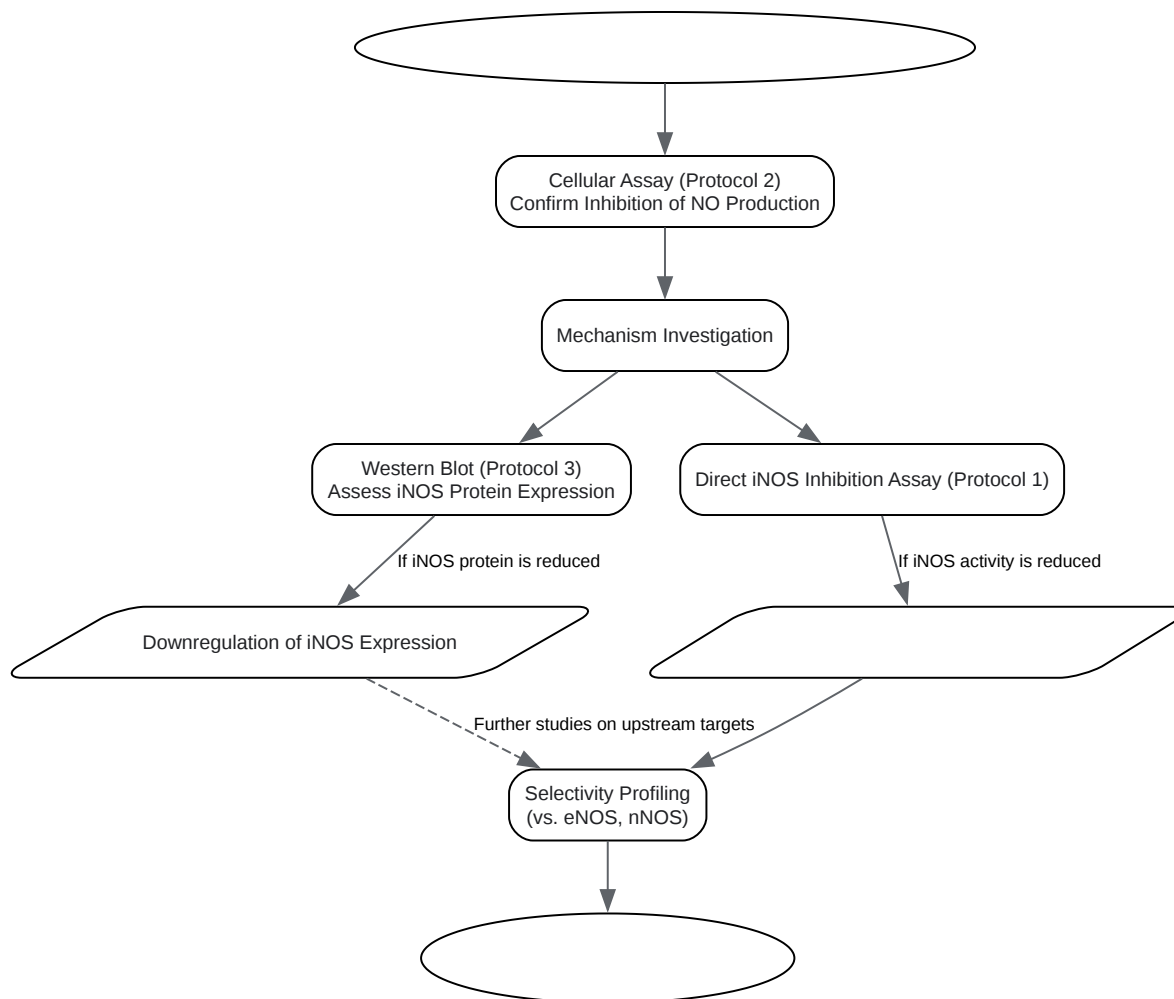 Cellular Assay (Protocol 2)
Confirm Inhibition of NO Production
Mechanism Investigation
Western Blot (Protocol 3)
Assess iNOS Protein Expression
Direct iNOS Inhibition Assay (Protocol 1)
If iNOS protein is reduced
If iNOS activity is reduced
Downregulation of iNOS Expression
Further studies on upstream targets
Selectivity Profiling
(vs. eNOS, nNOS)